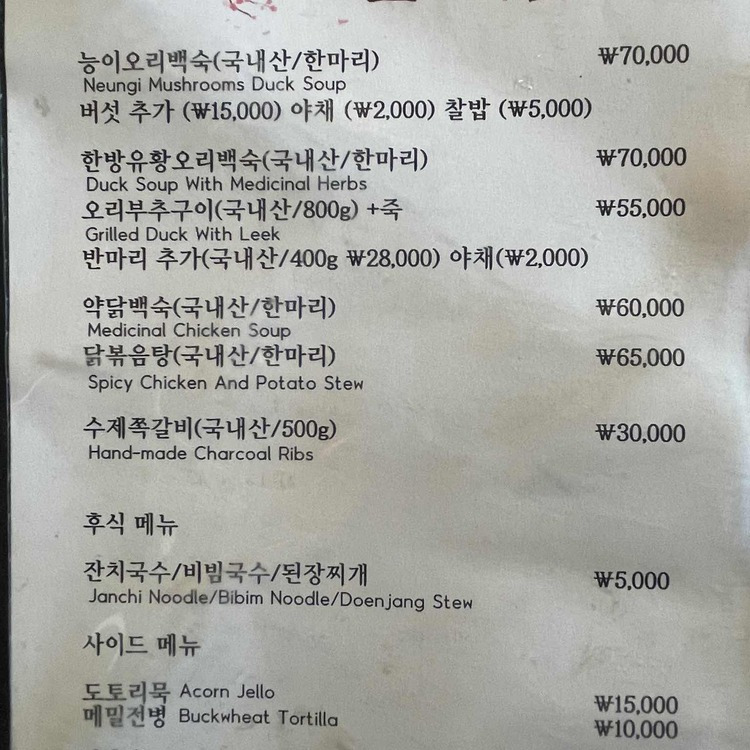 능이오리백숙(국내산/한마리) ₩70,000
Neungi Mushrooms Duck Soup
버섯 추가 (₩15,000) 야채 (₩2,000) 찰밥 (₩5,000)
한방유황오리백숙(국내산/한마리) ₩70,000
Duck Soup With Medicinal Herbs
오리부추구이(국내산/800g) +죽 ₩55,000
Grilled Duck With Leek
반마리 추가(국내산/400g ₩28,000) 야채(₩2,000)
약닭백숙(국내산/한마리) ₩60,000
Medicinal Chicken Soup
닭볶음탕(국내산/한마리) ₩65,000
Spicy Chicken And Potato Stew
수제쪽갈비(국내산/500g) ₩30,000
Hand-made Charcoal Ribs
후식 메뉴
잔치국수/비빔국수/된장찌개 ₩5,000
Janchi Noodle/Bibim Noodle/Doenjang Stew
사이드 메뉴
도토리묵 Acorn Jello ₩15,000
메밀전병 Buckwheat Tortilla ₩10,000